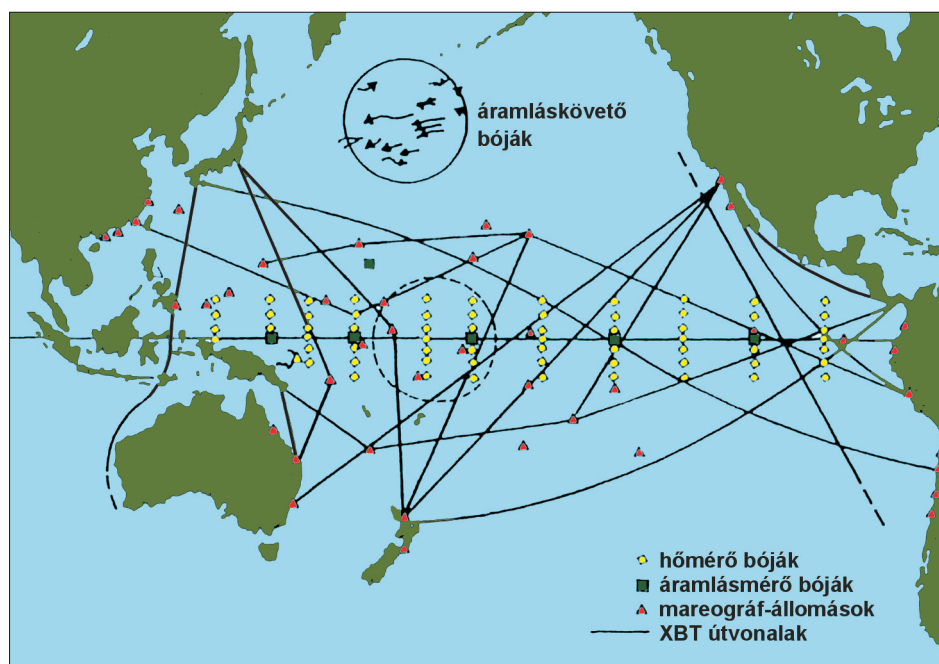 áramláskövető
bóják
hőmérő bóják
áramlásmérő bóják
mareográf-állomások
XBT útvonalak